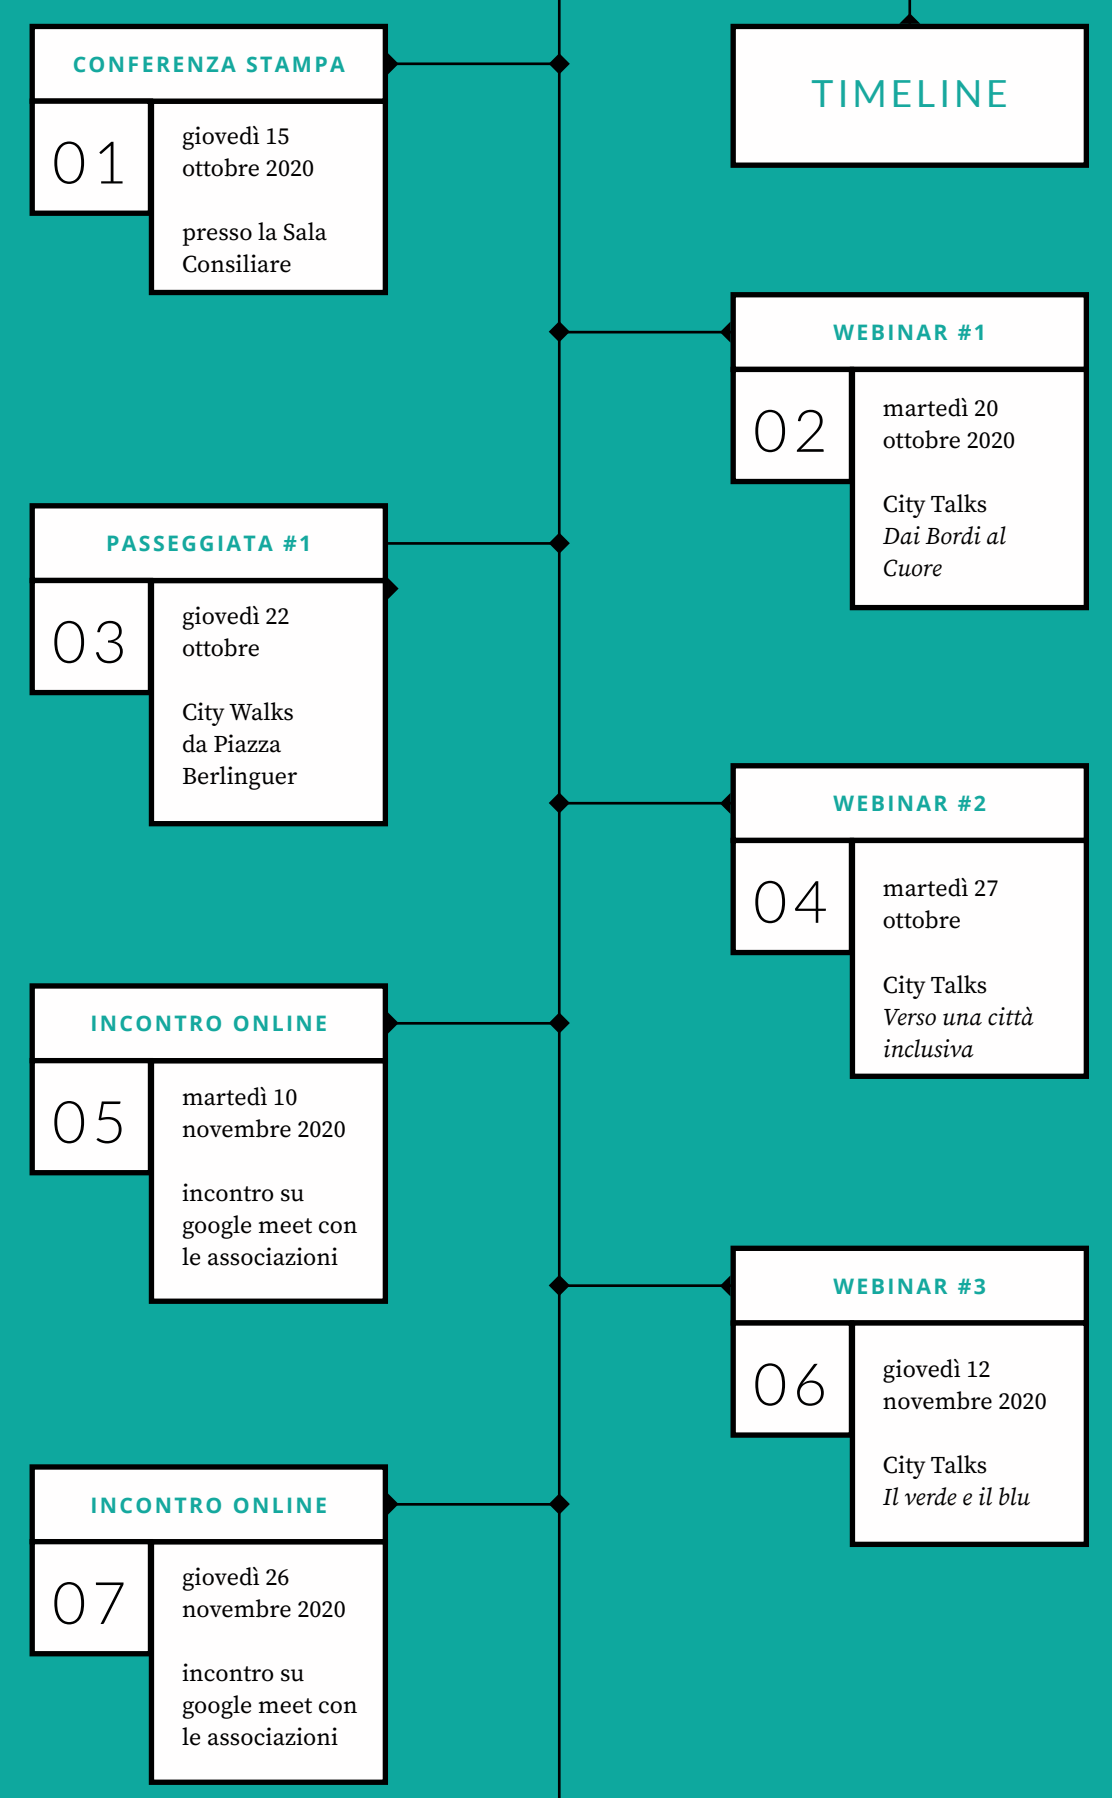 TIMELINE
CONFERENZA STAMPA
01
giovedì 15
ottobre 2020
presso la Sala
Consiliare
WEBINAR #1
02
martedì 20
ottobre 2020
City Talks
Dai Bordi al
Cuore
PASSEGGIATA #1
03
giovedì 22
ottobre
City Walks
da Piazza
Berlinguer
WEBINAR #2
04
martedì 27
ottobre
City Talks
Verso una città
inclusiva
INCONTRO ONLINE
05
martedì 10
novembre 2020
incontro su
google meet con
le associazioni
WEBINAR #3
06
giovedì 12
novembre 2020
City Talks
Il verde e il blu
INCONTRO ONLINE
07
giovedì 26
novembre 2020
incontro su
google meet con
le associazioni